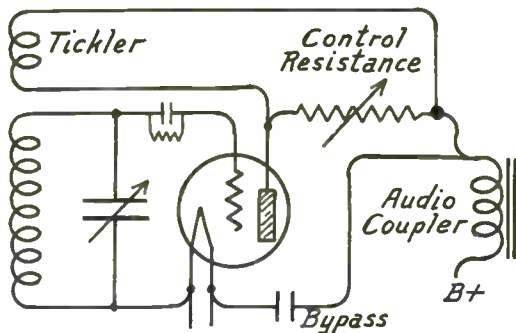 Tickler
Control
Resistance
Audio
Coupler
B+
Bypass